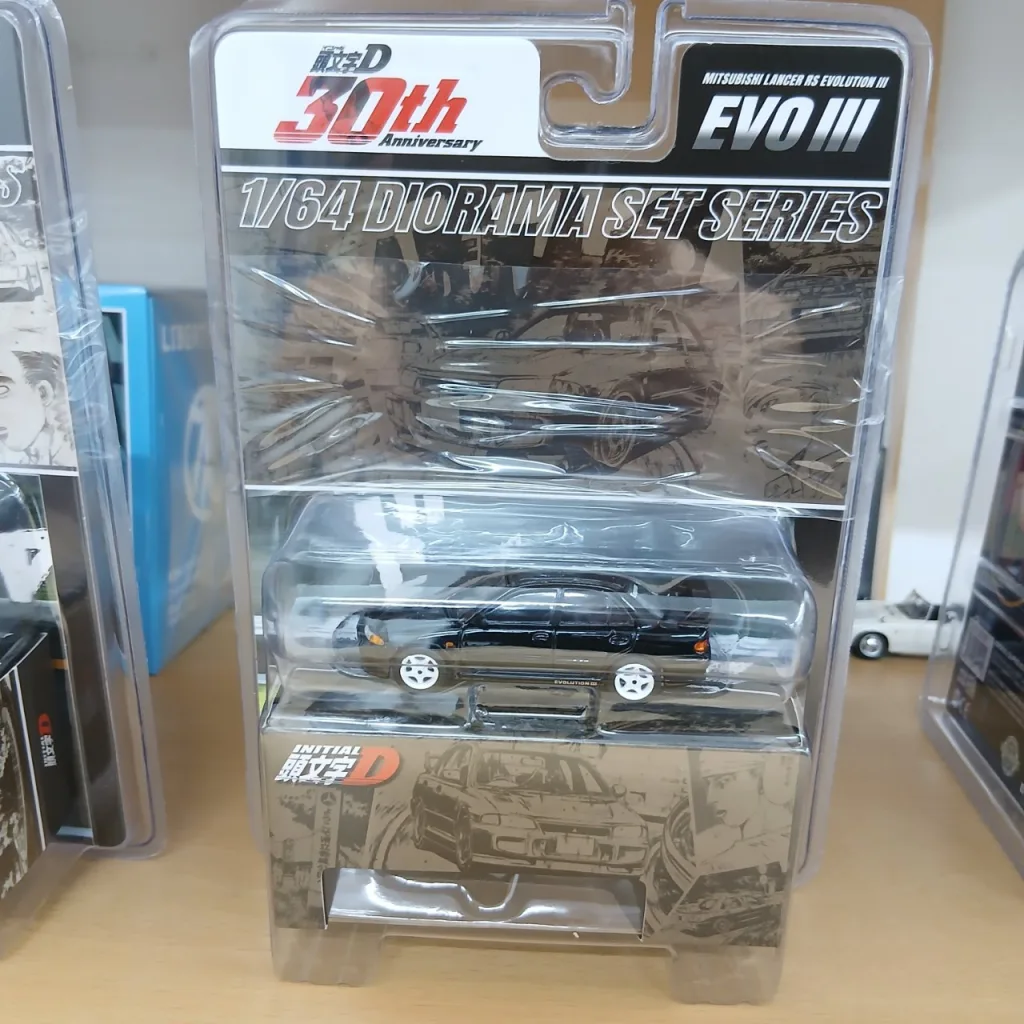 頭文字D
30th
Anniversary
MITSUBISHI LANCER RS EVOLUTION III
EVO III
1/64 DIORAMA SET SERIES
EVOLUTION III
INITIAL
頭文字D